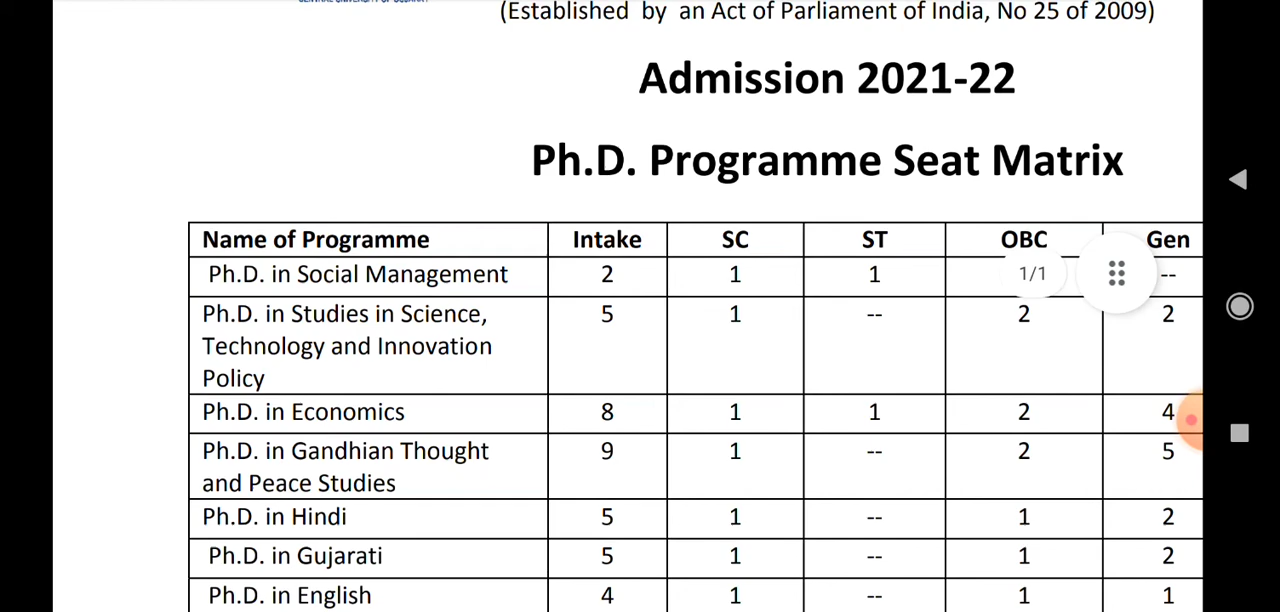 CENTRAL UNIVERSITY OF GUJARAT
(Established by an Act of Parliament of India, No 25 of 2009)
Admission 2021-22
Ph.D. Programme Seat Matrix
Name of Programme Intake SC ST OBC Gen
Ph.D. in Social Management 2 1 1 1/1 --
Ph.D. in Studies in Science, 5 1 -- 2 2
Technology and Innovation
Policy
Ph.D. in Economics 8 1 1 2 4
Ph.D. in Gandhian Thought 9 1 -- 2 5
and Peace Studies
Ph.D. in Hindi 5 1 -- 1 2
Ph.D. in Gujarati 5 1 -- 1 2
Ph.D. in English 4 1 -- 1 1